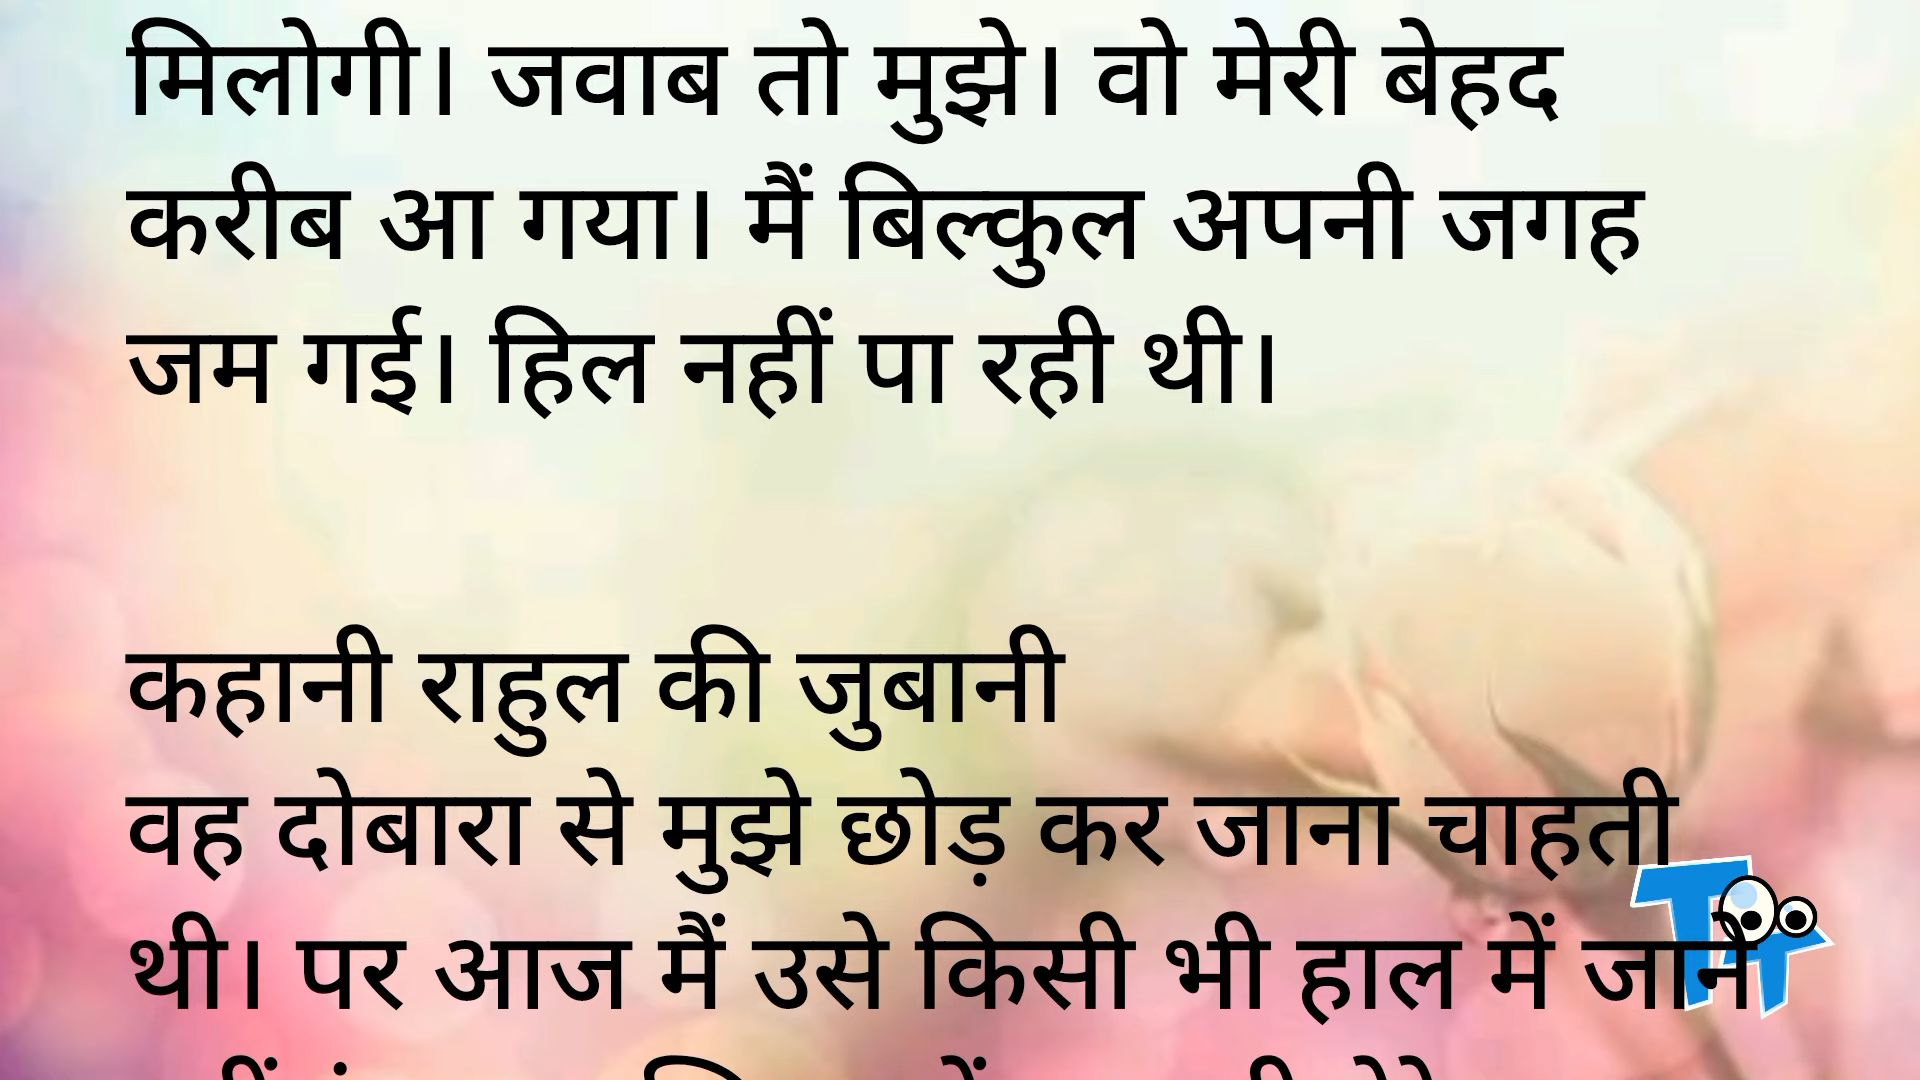 मिलोगी। जवाब तो मुझे। वो मेरी बेहद
करीब आ गया। मैं बिल्कुल अपनी जगह
जम गई। हिल नहीं पा रही थी।
कहानी राहुल की जुबानी
वह दोबारा से मुझे छोड़ कर जाना चाहती
थी। पर आज मैं उसे किसी भी हाल में जाने